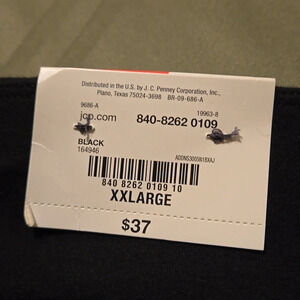 Distributed in the U.S. by J. C. Penney Corporation, Inc.,
Plano, Texas 75024-3698 BR-09-686-A
9686-A 19963-8
jcp.com 840-8262 0109
BLACK
164946
ADDNS3005W18XAJ
840 8262 0109 10
XXLARGE
$37